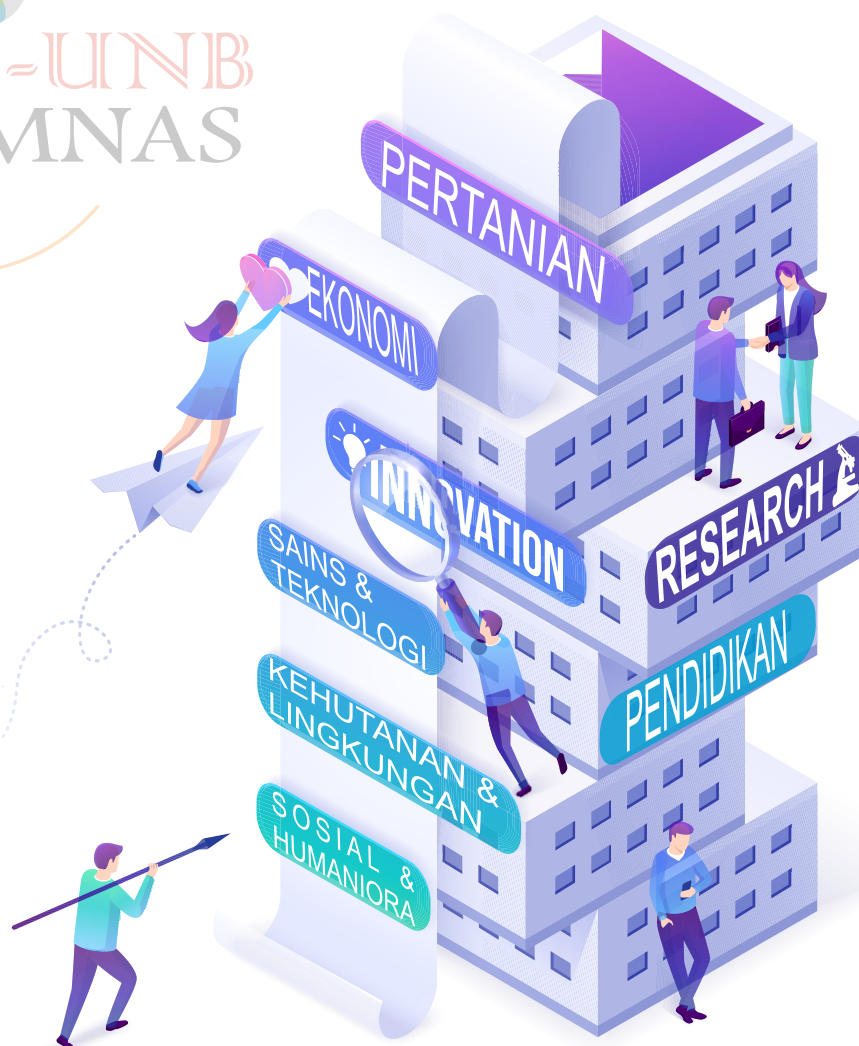 -UNB
MNAS
PERTANIAN
EKONOMI
INNOVATION
RESEARCH
SAINS &
TEKNOLOGI
PENDIDIKAN
KEHUTANAN &
LINGKUNGAN
SOSIAL &
HUMANIORA